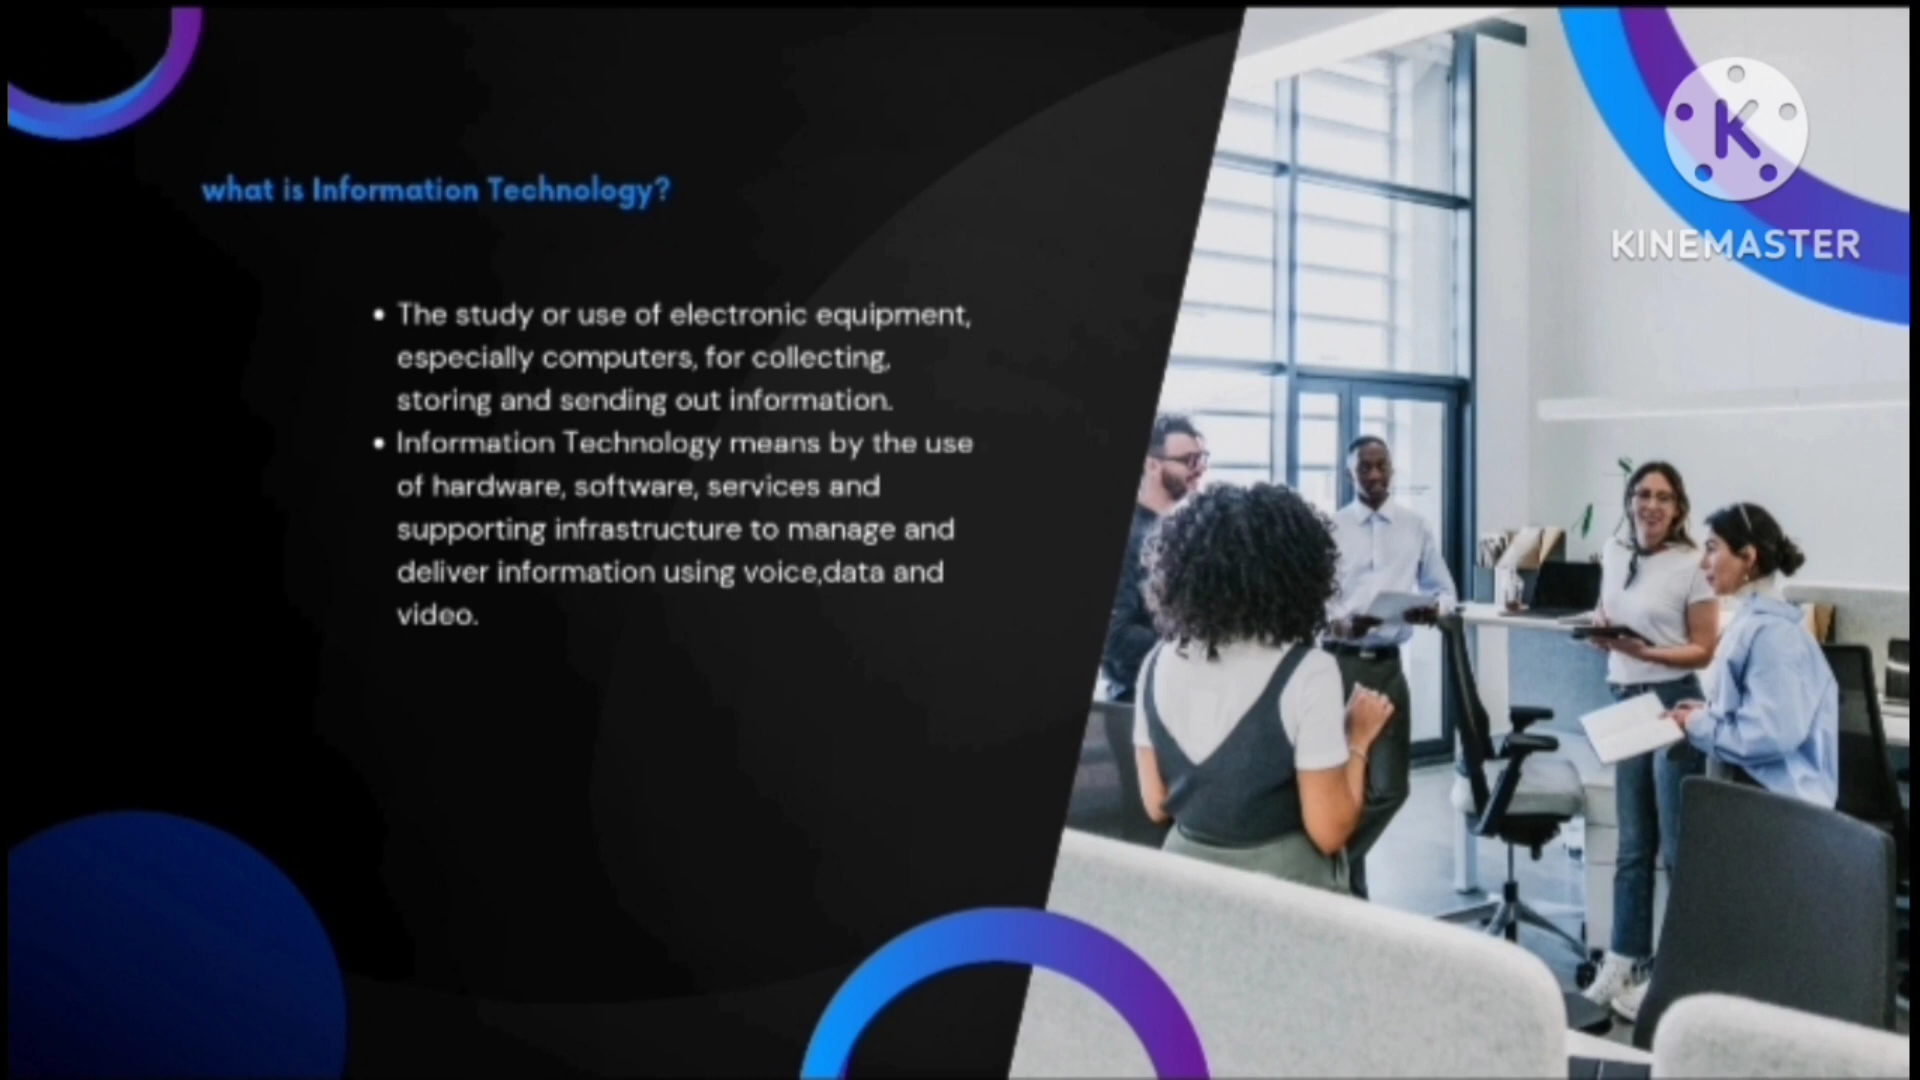 what is Information Technology?
• The study or use of electronic equipment,
especially computers, for collecting,
storing and sending out information.
• Information Technology means by the use
of hardware, software, services and
supporting infrastructure to manage and
deliver information using voice,data and
video.
K
KINEMASTER